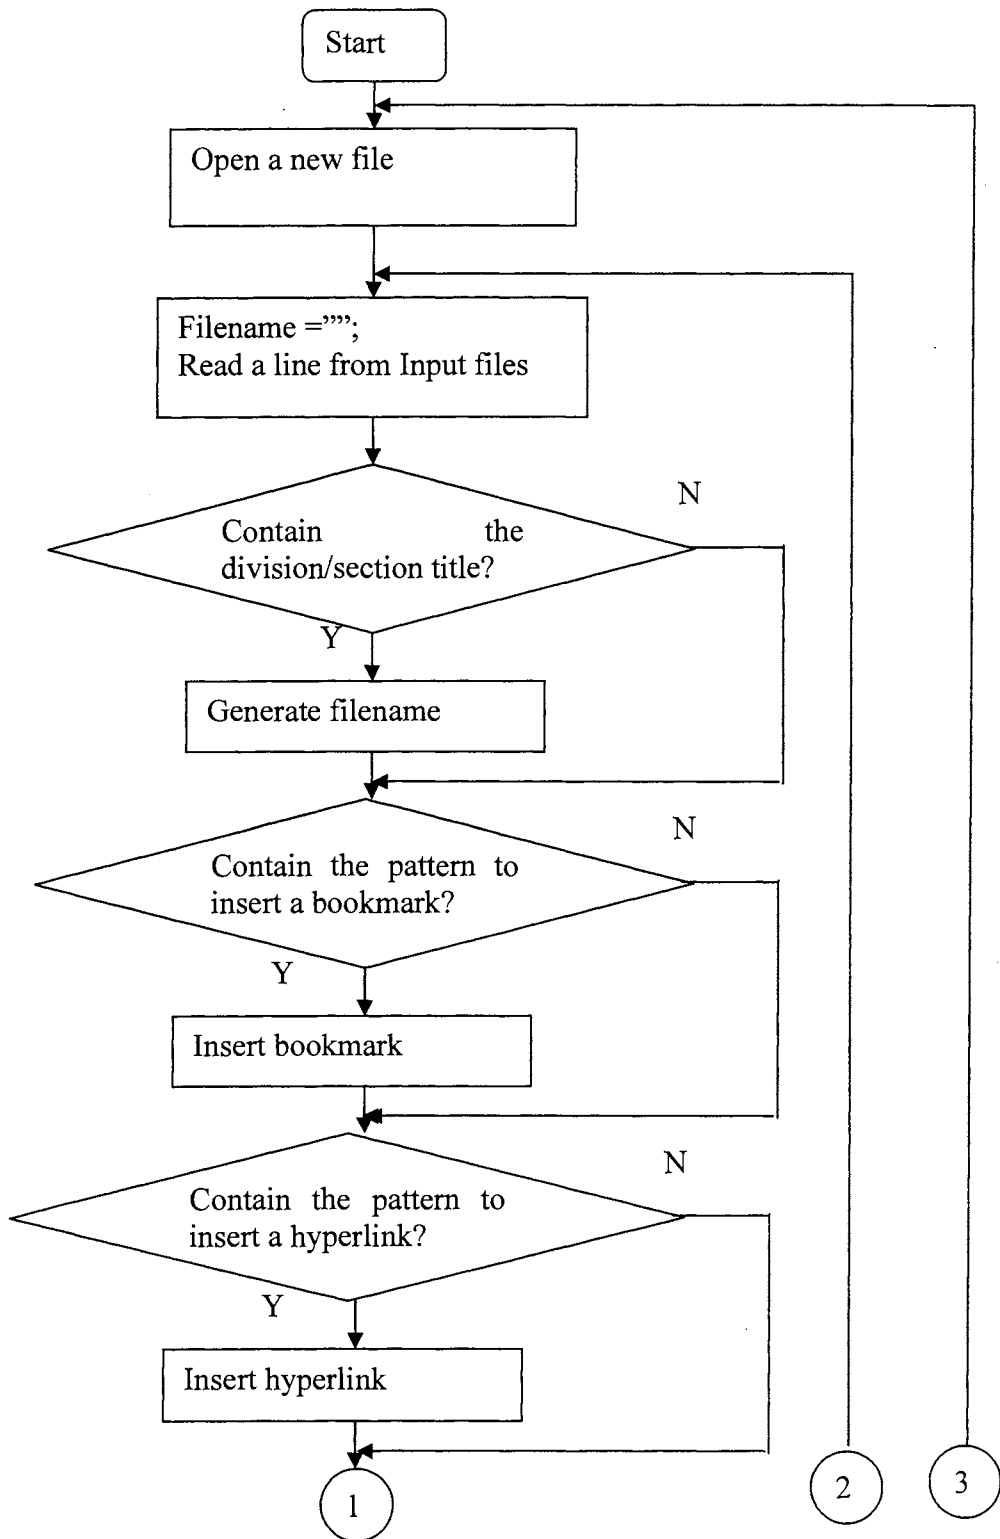 Start
Open a new file
Filename =””;
Read a line from Input files
N
Contain the
division/section title?
Y
Generate filename
N
Contain the pattern to
insert a bookmark?
Y
Insert bookmark
N
Contain the pattern to
insert a hyperlink?
Y
Insert hyperlink
1
2
3